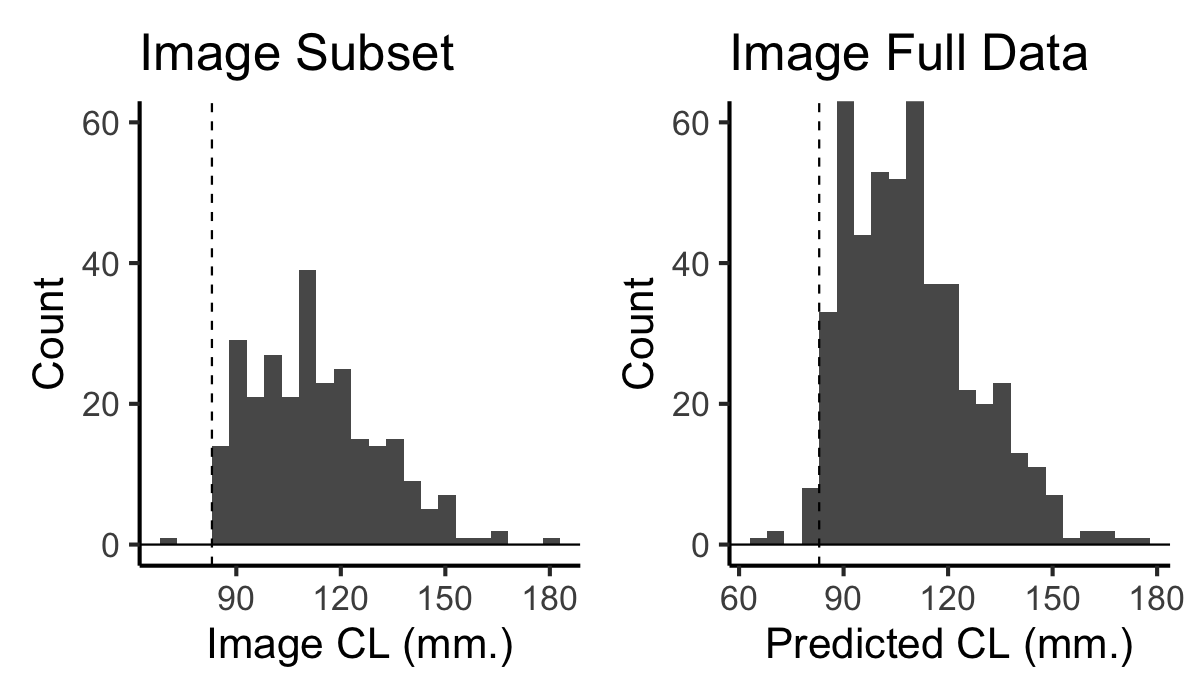 Image Subset
Count
60
40
20
0
90 120 150 180
Image CL (mm.)
Image Full Data
Count
60
40
20
0
60 90 120 150 180
Predicted CL (mm.)